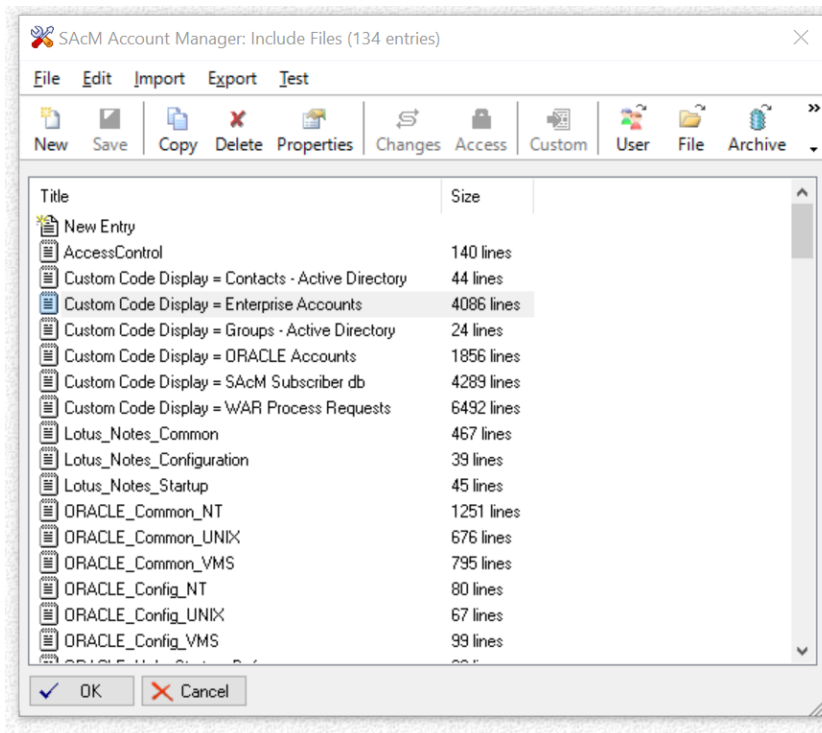 SAcM Account Manager: Include Files (134 entries)
File Edit Import Export Test
New Save Copy Delete Properties Changes Access Custom User File Archive
Title Size
New Entry
AccessControl 140 lines
Custom Code Display = Contacts - Active Directory 44 lines
Custom Code Display = Enterprise Accounts 4086 lines
Custom Code Display = Groups - Active Directory 24 lines
Custom Code Display = ORACLE Accounts 1856 lines
Custom Code Display = SAcM Subscriber db 4289 lines
Custom Code Display = WAR Process Requests 6492 lines
Lotus_Notes_Common 467 lines
Lotus_Notes_Configuration 39 lines
Lotus_Notes_Startup 45 lines
ORACLE_Common_NT 1251 lines
ORACLE_Common_UNIX 676 lines
ORACLE_Common_VMS 795 lines
ORACLE_Config_NT 80 lines
ORACLE_Config_UNIX 67 lines
ORACLE_Config_VMS 99 lines
OK Cancel